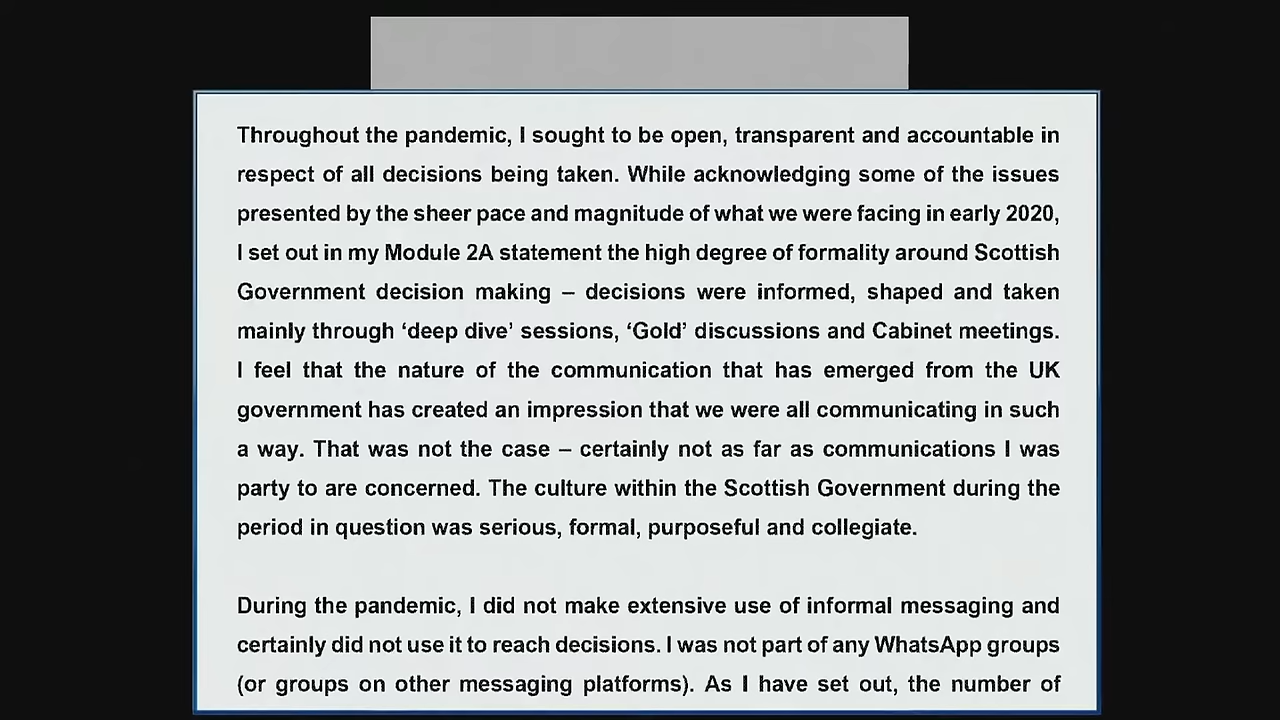 Throughout the pandemic, I sought to be open, transparent and accountable in
respect of all decisions being taken. While acknowledging some of the issues
presented by the sheer pace and magnitude of what we were facing in early 2020,
I set out in my Module 2A statement the high degree of formality around Scottish
Government decision making – decisions were informed, shaped and taken
mainly through ‘deep dive’ sessions, ‘Gold’ discussions and Cabinet meetings.
I feel that the nature of the communication that has emerged from the UK
government has created an impression that we were all communicating in such
a way. That was not the case – certainly not as far as communications I was
party to are concerned. The culture within the Scottish Government during the
period in question was serious, formal, purposeful and collegiate.
During the pandemic, I did not make extensive use of informal messaging and
certainly did not use it to reach decisions. I was not part of any WhatsApp groups
(or groups on other messaging platforms). As I have set out, the number of